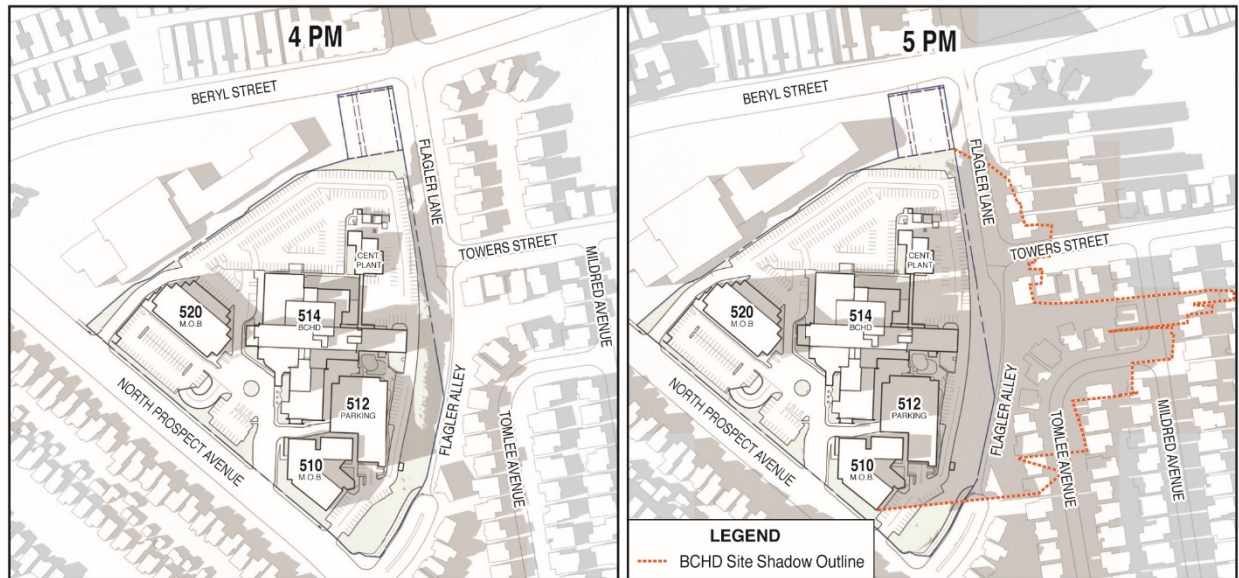 4 PM
BERYL STREET
FLAGLER LANE
TOWERS STREET
MILDRED AVENUE
CENT.
PLANT
520
M.O.B.
514
BCHD
512
PARKING
510
M.O.B.
NORTH PROSPECT AVENUE
FLAGLER ALLEY
TOMLEE AVENUE
5 PM
BERYL STREET
FLAGLER LANE
TOWERS STREET
CENT.
PLANT
520
M.O.B
514
BCHD
512
PARKING
510
M.O.B.
NORTH PROSPECT AVENUE
FLAGLER ALLEY
TOMLEE AVENUE
MILDRED AVENUE
LEGEND
BCHD Site Shadow Outline